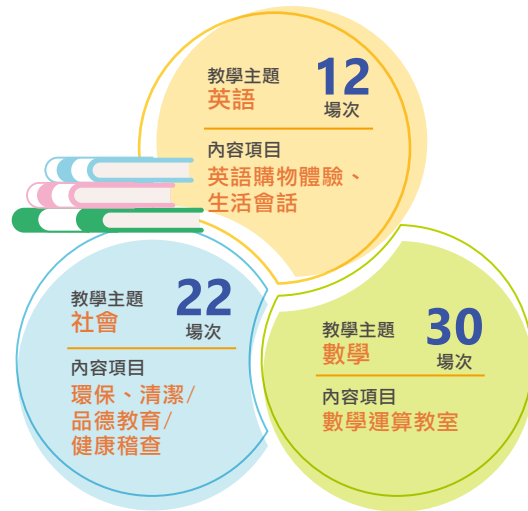 教學主題
英語
12
場次
內容項目
英語購物體驗、
生活會話
教學主題
社會
22
場次
內容項目
環保、清潔/
品德教育/
健康稽查
教學主題
數學
30
場次
內容項目
數學運算教室